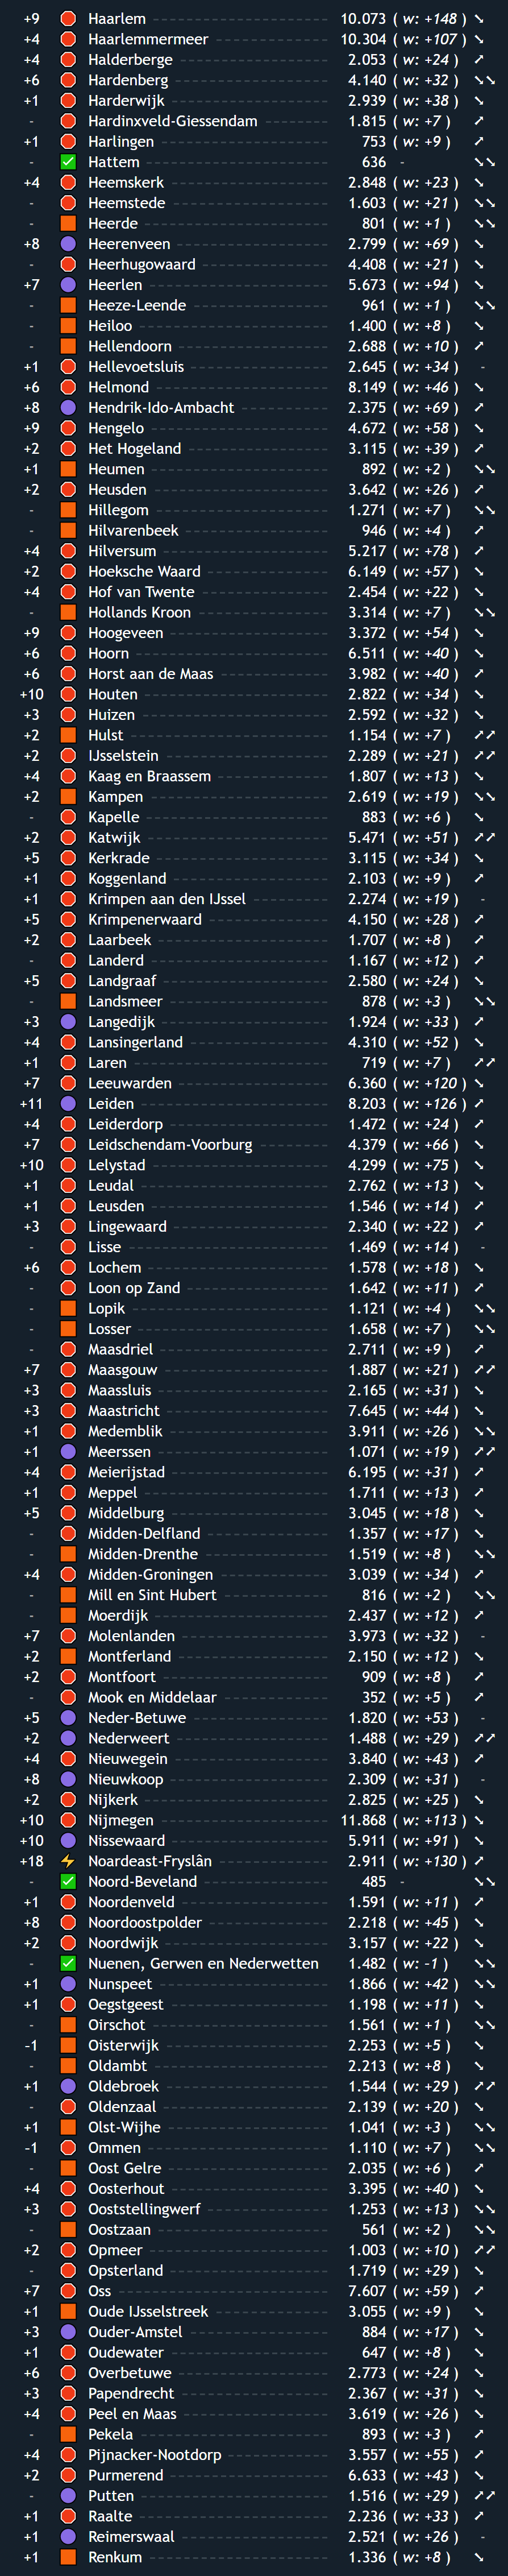 +9 Haarlem 10.073 ( w: +148 ) ↘
+4 Haarlemmermeer 10.304 ( w: +107 ) ↘
+4 Halderberge 2.053 ( w: +24 ) ↗
+6 Hardenberg 4.140 ( w: +32 ) ↘↘
+1 Harderwijk 2.939 ( w: +38 ) ↘
- Hardinxveld-Giessendam 1.815 ( w: +7 ) ↗
+1 Harlingen 753 ( w: +9 ) ↗
- Hattem 636 - ↘↘
+4 Heemskerk 2.848 ( w: +23 ) ↘
- Heemstede 1.603 ( w: +21 ) ↘↘
- Heerde 801 ( w: +1 ) ↘↘
+8 Heerenveen 2.799 ( w: +69 ) ↘
- Heerhugowaard 4.408 ( w: +21 ) ↘
+7 Heerlen 5.673 ( w: +94 ) ↘
- Heeze-Leende 961 ( w: +1 ) ↘↘
- Heiloo 1.400 ( w: +8 ) ↘
- Hellendoorn 2.688 ( w: +10 ) ↗
+1 Hellevoetsluis 2.645 ( w: +34 ) -
+6 Helmond 8.149 ( w: +46 ) ↘
+8 Hendrik-Ido-Ambacht 2.375 ( w: +69 ) ↗
+9 Hengelo 4.672 ( w: +58 ) ↘
+2 Het Hogeland 3.115 ( w: +39 ) ↗
+1 Heumen 892 ( w: +2 ) ↘↘
+2 Heusden 3.642 ( w: +26 ) ↗
- Hillegom 1.271 ( w: +7 ) ↘↘
- Hilvarenbeek 946 ( w: +4 ) ↗
+4 Hilversum 5.217 ( w: +78 ) ↗
+2 Hoeksche Waard 6.149 ( w: +57 ) ↘
+4 Hof van Twente 2.454 ( w: +22 ) ↘
- Hollands Kroon 3.314 ( w: +7 ) ↘↘
+9 Hoogeveen 3.372 ( w: +54 ) ↘
+6 Hoorn 6.511 ( w: +40 ) ↘
+6 Horst aan de Maas 3.982 ( w: +40 ) ↗
+10 Houten 2.822 ( w: +34 ) ↘
+3 Huizen 2.592 ( w: +32 ) ↘
+2 Hulst 1.154 ( w: +7 ) ↗↗
+2 IJsselstein 2.289 ( w: +21 ) ↗↗
+4 Kaag en Braassem 1.807 ( w: +13 ) ↘
+2 Kampen 2.619 ( w: +19 ) ↘↘
- Kapelle 883 ( w: +6 ) ↘
+2 Katwijk 5.471 ( w: +51 ) ↗↗
+5 Kerkrade 3.115 ( w: +34 ) ↘
+1 Koggenland 2.103 ( w: +9 ) ↗
+1 Krimpen aan den IJssel 2.274 ( w: +19 ) -
+5 Krimpenerwaard 4.150 ( w: +28 ) ↗
+2 Laarbeek 1.707 ( w: +8 ) ↗
- Landerd 1.167 ( w: +12 ) ↗
+5 Landgraaf 2.580 ( w: +24 ) ↘
- Landsmeer 878 ( w: +3 ) ↘↘
+3 Langedijk 1.924 ( w: +33 ) ↗
+4 Lansingerland 4.310 ( w: +52 ) ↘
+1 Laren 719 ( w: +7 ) ↗↗
+7 Leeuwarden 6.360 ( w: +120 ) ↘
+11 Leiden 8.203 ( w: +126 ) ↗
+4 Leiderdorp 1.472 ( w: +24 ) ↗
+7 Leidschendam-Voorburg 4.379 ( w: +66 ) ↘
+10 Lelystad 4.299 ( w: +75 ) ↘
+1 Leudal 2.762 ( w: +13 ) ↘
+1 Leusden 1.546 ( w: +14 ) ↗
+3 Lingewaard 2.340 ( w: +22 ) ↗
- Lisse 1.469 ( w: +14 ) -
+6 Lochem 1.578 ( w: +18 ) ↘
- Loon op Zand 1.642 ( w: +11 ) ↗
- Lopik 1.121 ( w: +4 ) ↘↘
- Losser 1.658 ( w: +7 ) ↘↘
- Maasdriel 2.711 ( w: +9 ) ↗
+7 Maasgouw 1.887 ( w: +21 ) ↗↗
+3 Maassluis 2.165 ( w: +31 ) ↘
+3 Maastricht 7.645 ( w: +44 ) ↘
+1 Medemblik 3.911 ( w: +26 ) ↘↘
+1 Meerssen 1.071 ( w: +19 ) ↗↗
+4 Meierijstad 6.195 ( w: +31 ) ↗
+1 Meppel 1.711 ( w: +13 ) ↗
+5 Middelburg 3.045 ( w: +18 ) ↘
- Midden-Delfland 1.357 ( w: +17 ) ↘
- Midden-Drenthe 1.519 ( w: +8 ) ↘↘
+4 Midden-Groningen 3.039 ( w: +34 ) ↗
- Mill en Sint Hubert 816 ( w: +2 ) ↘↘
- Moerdijk 2.437 ( w: +12 ) ↗
+7 Molenlanden 3.973 ( w: +32 ) -
+2 Montferland 2.150 ( w: +12 ) ↘
+2 Montfoort 909 ( w: +8 ) ↗
- Mook en Middelaar 352 ( w: +5 ) ↗
+5 Neder-Betuwe 1.820 ( w: +53 ) -
+2 Nederweert 1.488 ( w: +29 ) ↗↗
+4 Nieuwegein 3.840 ( w: +43 ) ↗
+8 Nieuwkoop 2.309 ( w: +31 ) -
+2 Nijkerk 2.825 ( w: +25 ) ↘
+10 Nijmegen 11.868 ( w: +113 ) ↘
+10 Nissewaard 5.911 ( w: +91 ) ↘
+18 Noardeast-Fryslân 2.911 ( w: +130 ) ↗
- Noord-Beveland 485 - ↘↘
+1 Noordenveld 1.591 ( w: +11 ) ↗
+8 Noordoostpolder 2.218 ( w: +45 ) ↘
+2 Noordwijk 3.157 ( w: +22 ) ↘
- Nuenen, Gerwen en Nederwetten 1.482 ( w: -1 ) ↘↘
+1 Nunspeet 1.866 ( w: +42 ) ↘↘
+1 Oegstgeest 1.198 ( w: +11 ) ↘
- Oirschot 1.561 ( w: +1 ) ↘↘
-1 Oisterwijk 2.253 ( w: +5 ) ↘
- Oldambt 2.213 ( w: +8 ) ↘
+1 Oldebroek 1.544 ( w: +29 ) ↗↗
- Oldenzaal 2.139 ( w: +20 ) ↘
+1 Olst-Wijhe 1.041 ( w: +3 ) ↘↘
-1 Ommen 1.110 ( w: +7 ) ↘↘
- Oost Gelre 2.035 ( w: +6 ) ↗
+4 Oosterhout 3.395 ( w: +40 ) ↘
+3 Ooststellingwerf 1.253 ( w: +13 ) ↘↘
- Oostzaan 561 ( w: +2 ) ↘↘
+2 Opmeer 1.003 ( w: +10 ) ↗↗
- Opsterland 1.719 ( w: +29 ) ↘
+7 Oss 7.607 ( w: +59 ) ↗
+1 Oude IJsselstreek 3.055 ( w: +9 ) ↘
+3 Ouder-Amstel 884 ( w: +17 ) ↘
+1 Oudewater 647 ( w: +8 ) ↘
+6 Overbetuwe 2.773 ( w: +24 ) ↘
+3 Papendrecht 2.367 ( w: +31 ) ↘
+4 Peel en Maas 3.619 ( w: +26 ) ↘
- Pekela 893 ( w: +3 ) ↗
+4 Pijnacker-Nootdorp 3.557 ( w: +55 ) ↗
+2 Purmerend 6.633 ( w: +43 ) ↘
- Putten 1.516 ( w: +29 ) ↗↗
+1 Raalte 2.236 ( w: +33 ) ↗
+1 Reimerswaal 2.521 ( w: +26 ) -
+1 Renkum 1.336 ( w: +8 ) ↘